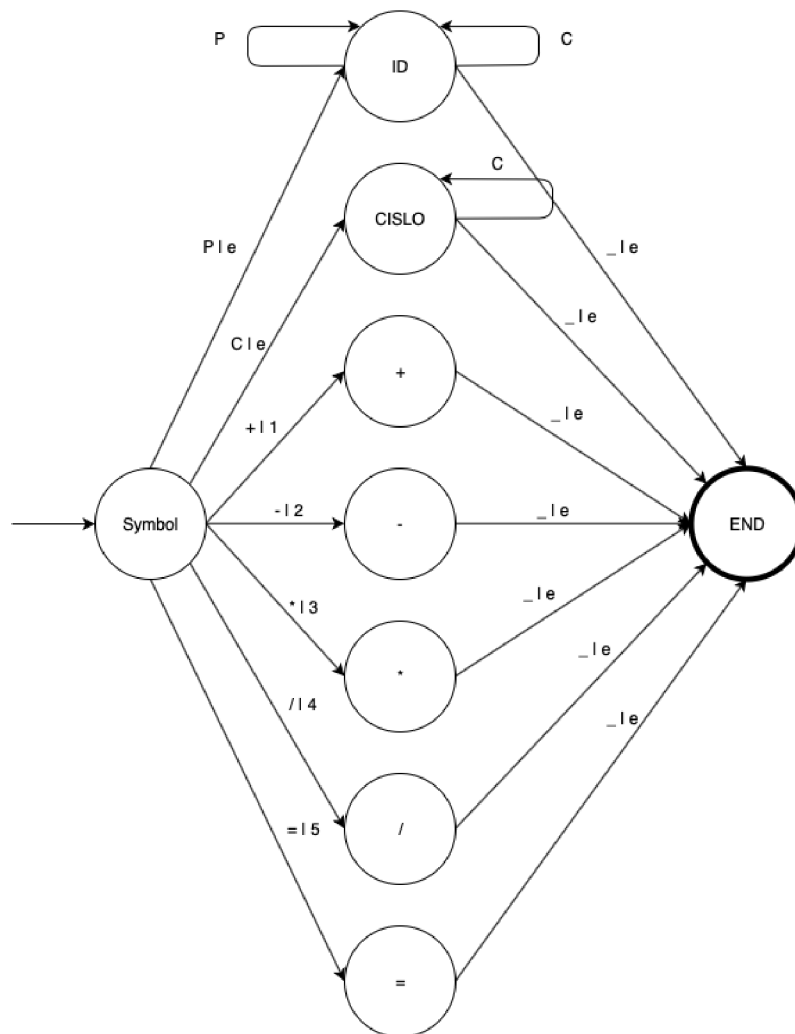 P
C
ID
C
CISLO
P I e
_ I e
_ I e
C I e
+
+ I 1
_ I e
Symbol
- I 2
-
_ I e
END
* I 3
_ I e
*
_ I e
/ I 4
_ I e
= I 5
/
=